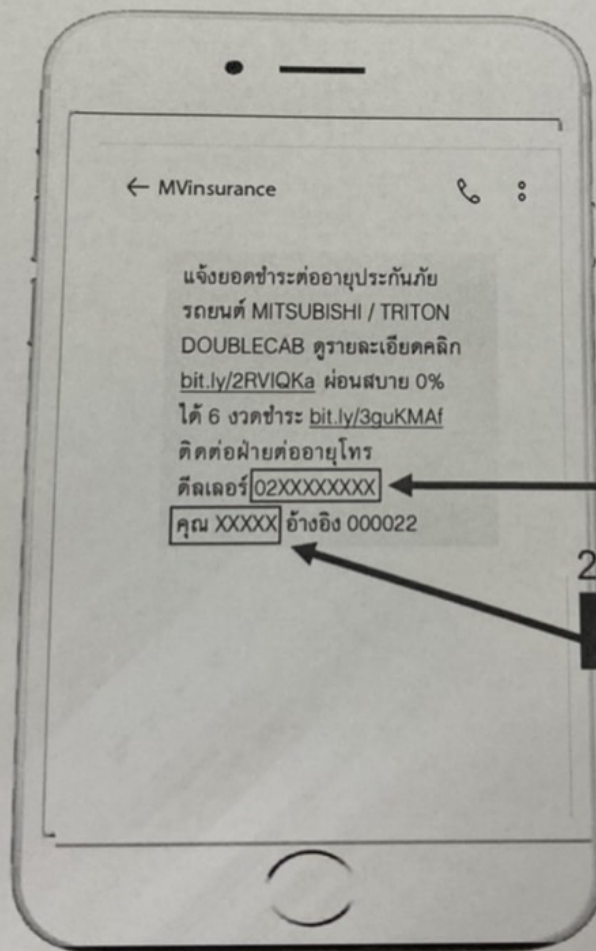 ← MVinsurance
แจ้งยอดชำระต่ออายุประกันภัย
รถยนต์ MITSUBISHI / TRITON
DOUBLECAB ดูรายละเอียดคลิก
bit.ly/2RVIQKa ผ่อนสบาย 0%
ได้ 6 งวดชำระ bit.ly/3guKMAf
ติดต่อฝ่ายต่ออายุโทร
ดีลเลอร์ 02XXXXXXXX
คุณ XXXXX อ้างอิง 000022
2